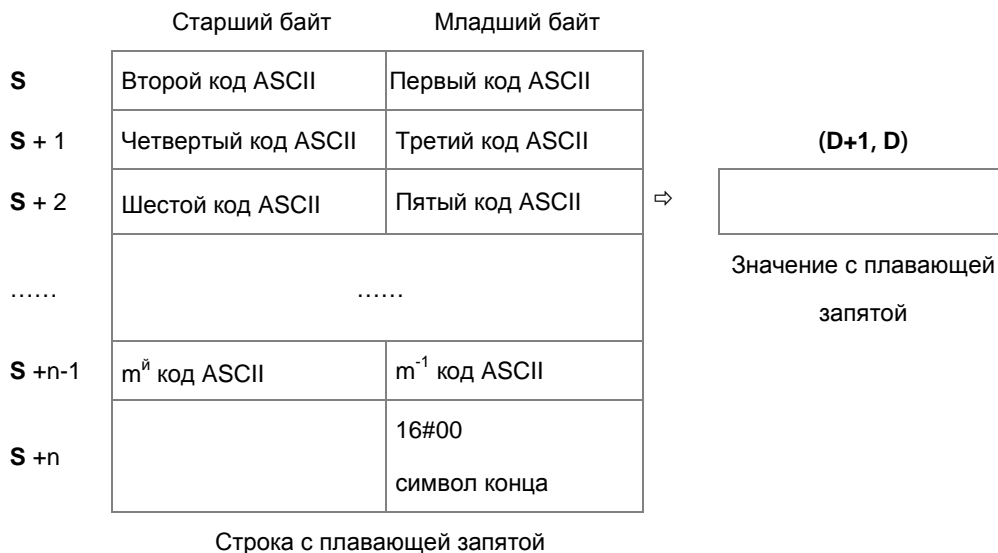 Старший байт Младший байт
S Второй код ASCII Первый код ASCII
S + 1 Четвертый код ASCII Третий код ASCII (D+1, D)
S + 2 Шестой код ASCII Пятый код ASCII ⇨
Значение с плавающей
запятой
…… ……
S +n-1 mй код ASCII m-1 код ASCII
S +n
16#00
символ конца
Строка с плавающей запятой